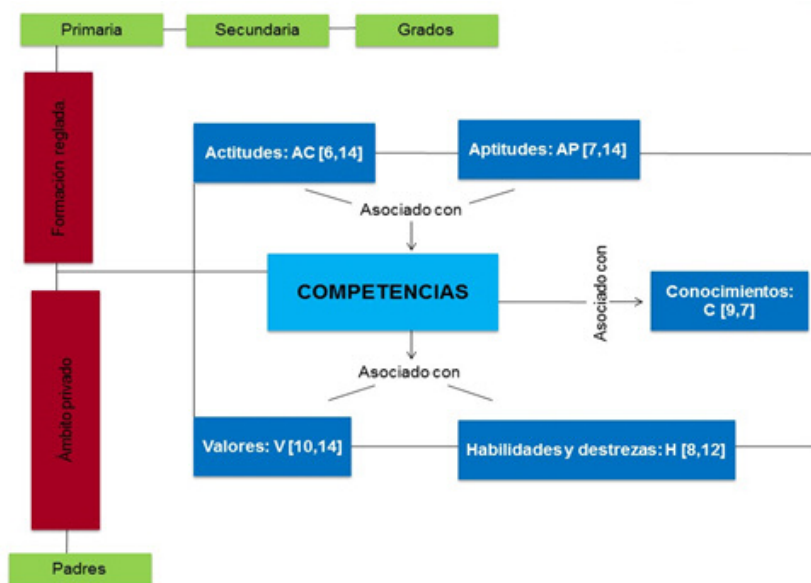 Primaria
Secundaria
Grados
Formación reglada
Actitudes: AC [6,14]
Aptitudes: AP [7,14]
Asociado con
COMPETENCIAS
Asociado con
Conocimientos:
C [9,7]
Asociado con
Ámbito privado
Valores: V [10,14]
Habilidades y destrezas: H [8,12]
Padres